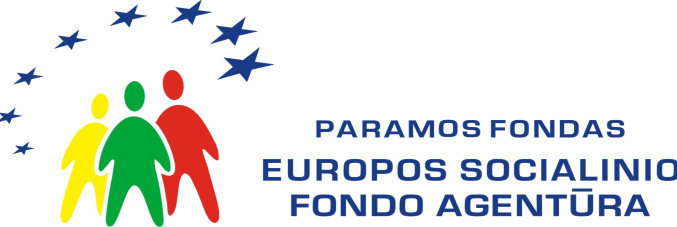 PARAMOS FONDAS
EUROPOS SOCIALINIO
FONDO AGENTŪRA